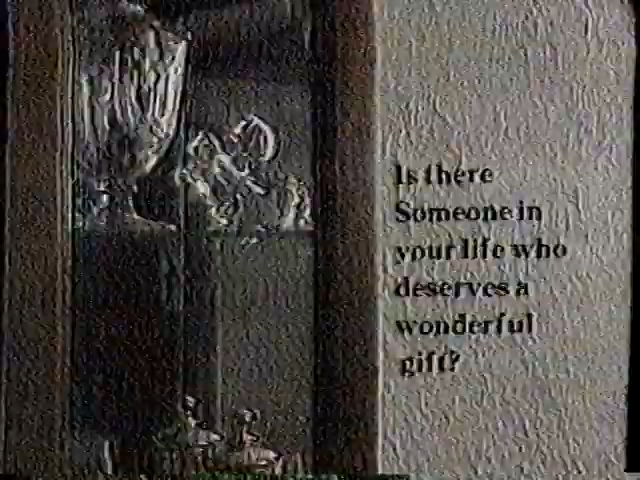 Is there
Someone in
your life who
deserves a
wonderful
gift?